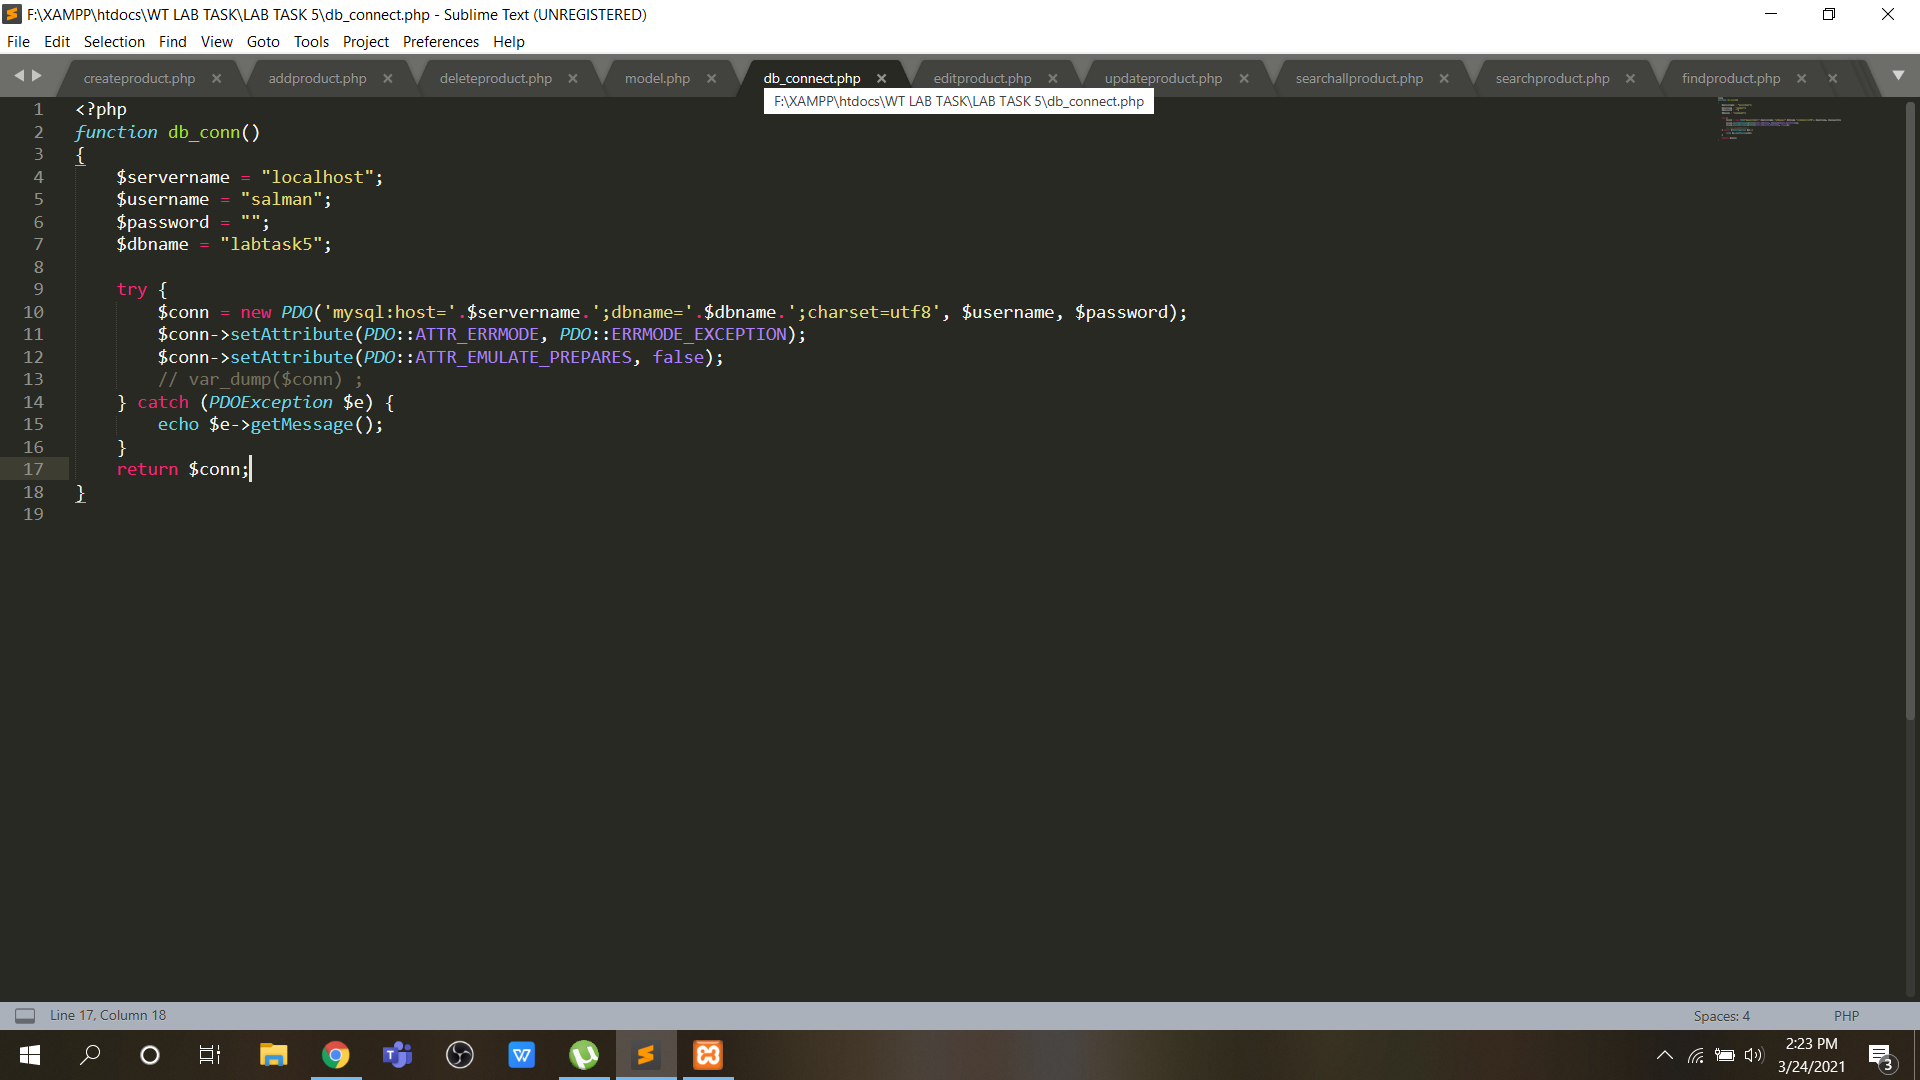 F:\XAMPP\htdocs\WT LAB TASK\LAB TASK 5\db_connect.php - Sublime Text (UNREGISTERED)
File Edit Selection Find View Goto Tools Project Preferences Help
createproduct.php addproduct.php deleteproduct.php model.php db_connect.php editproduct.php updateproduct.php searchallproduct.php searchproduct.php findproduct.php
F:\XAMPP\htdocs\WT LAB TASK\LAB TASK 5\db_connect.php
1 <?php
2 function db_conn()
3 {
4     $servername = "localhost";
5     $username = "salman";
6     $password = "";
7     $dbname = "labtask5";
8
9     try {
10         $conn = new PDO('mysql:host='.$servername.';dbname='.$dbname.';charset=utf8', $username, $password);
11         $conn->setAttribute(PDO::ATTR_ERRMODE, PDO::ERRMODE_EXCEPTION);
12         $conn->setAttribute(PDO::ATTR_EMULATE_PREPARES, false);
13         // var_dump($conn) ;
14     } catch (PDOException $e) {
15         echo $e->getMessage();
16     }
17     return $conn;
18 }
19
Line 17, Column 18 Spaces: 4 PHP
2:23 PM
3/24/2021
3